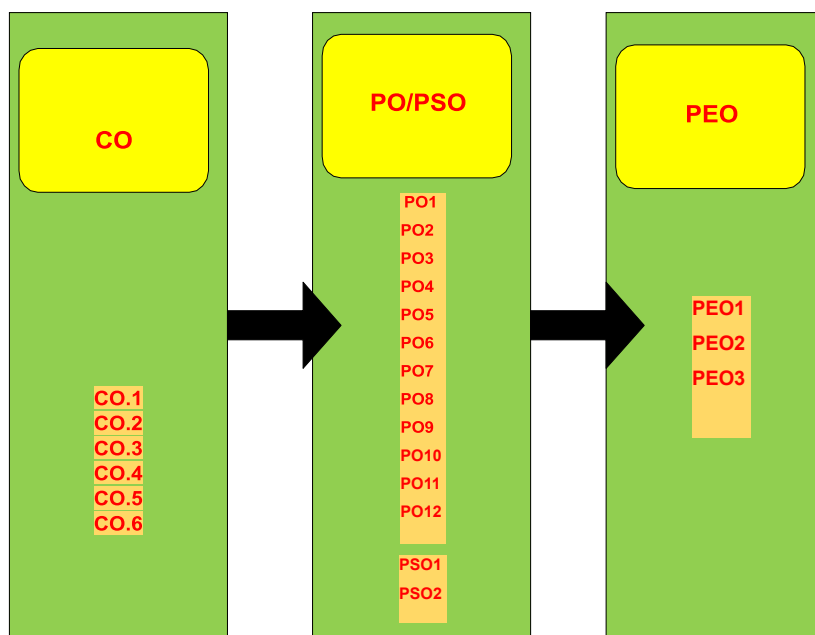 CO
CO.1
CO.2
CO.3
CO.4
CO.5
CO.6
PO/PSO
PO1
PO2
PO3
PO4
PO5
PO6
PO7
PO8
PO9
PO10
PO11
PO12
PSO1
PSO2
PEO
PEO1
PEO2
PEO3